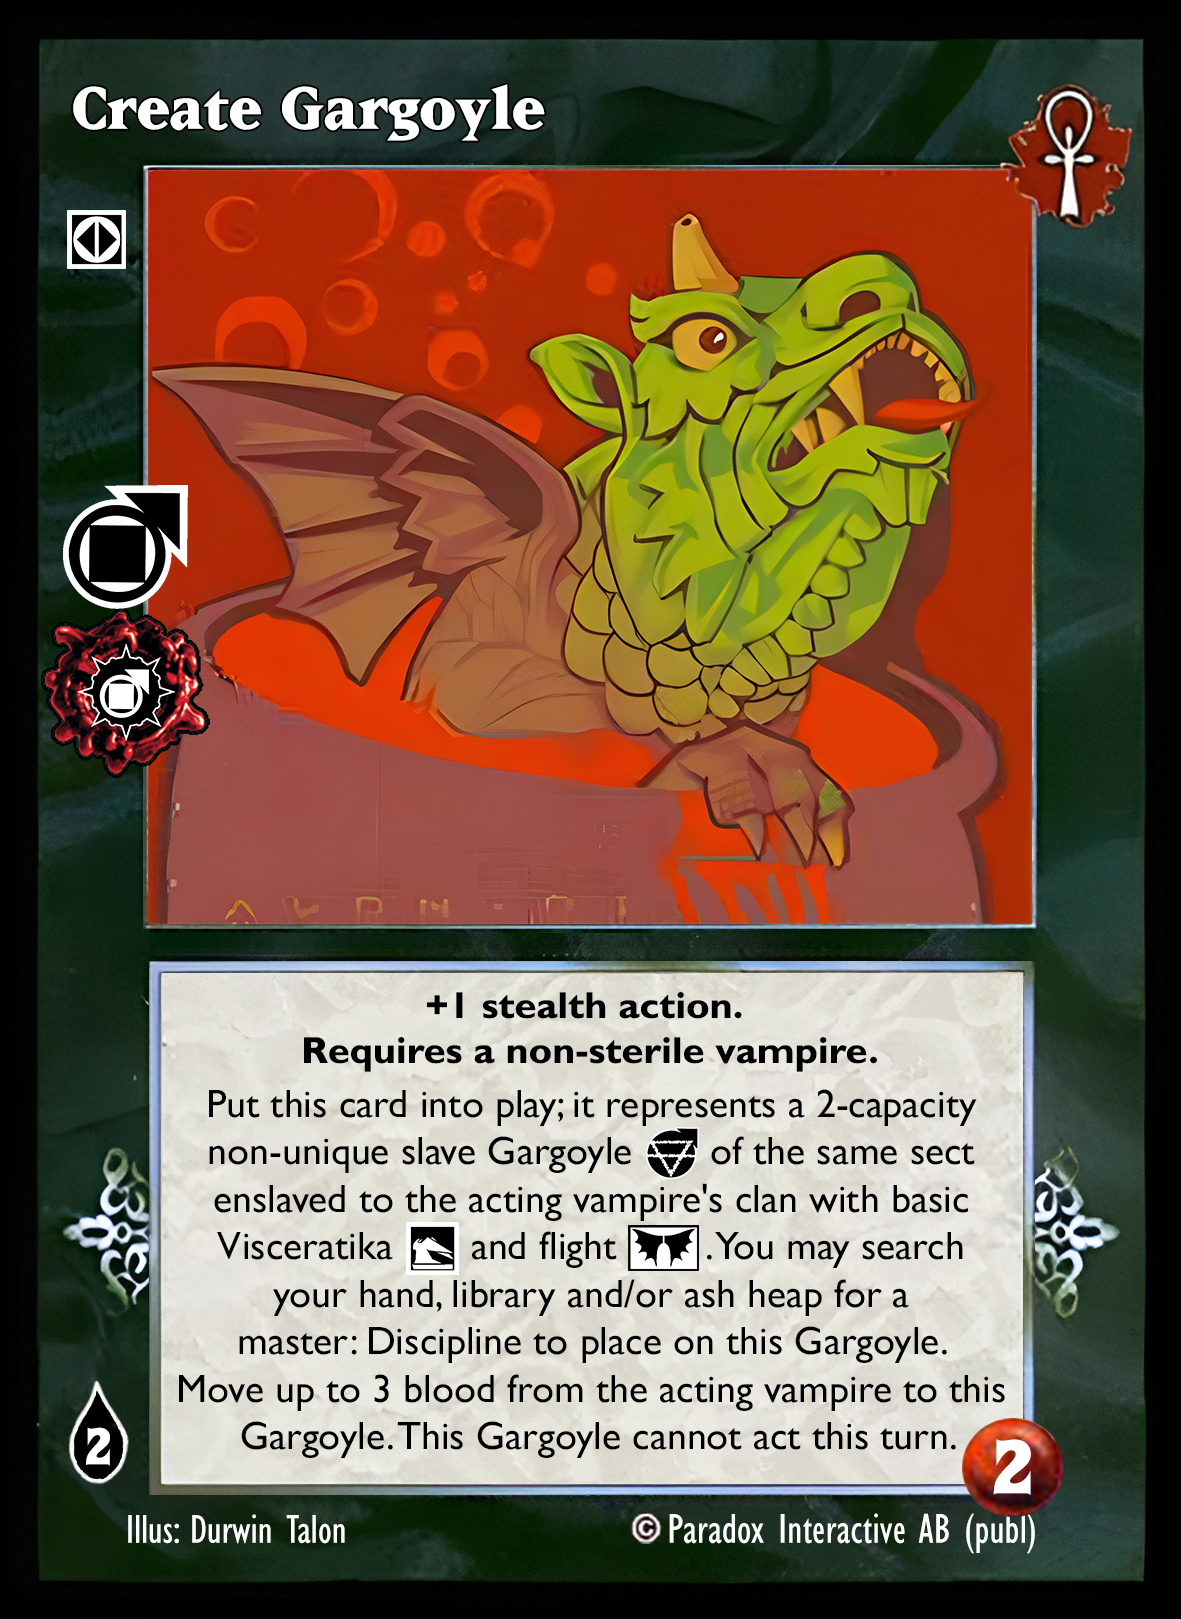 Create Gargoyle
+1 stealth action.
Requires a non-sterile vampire.
Put this card into play; it represents a 2-capacity
non-unique slave Gargoyle of the same sect
enslaved to the acting vampire's clan with basic
Visceratika and flight . You may search
your hand, library and/or ash heap for a
master: Discipline to place on this Gargoyle.
Move up to 3 blood from the acting vampire to this
Gargoyle. This Gargoyle cannot act this turn.
2
2
Illus: Durwin Talon
© Paradox Interactive AB (publ)